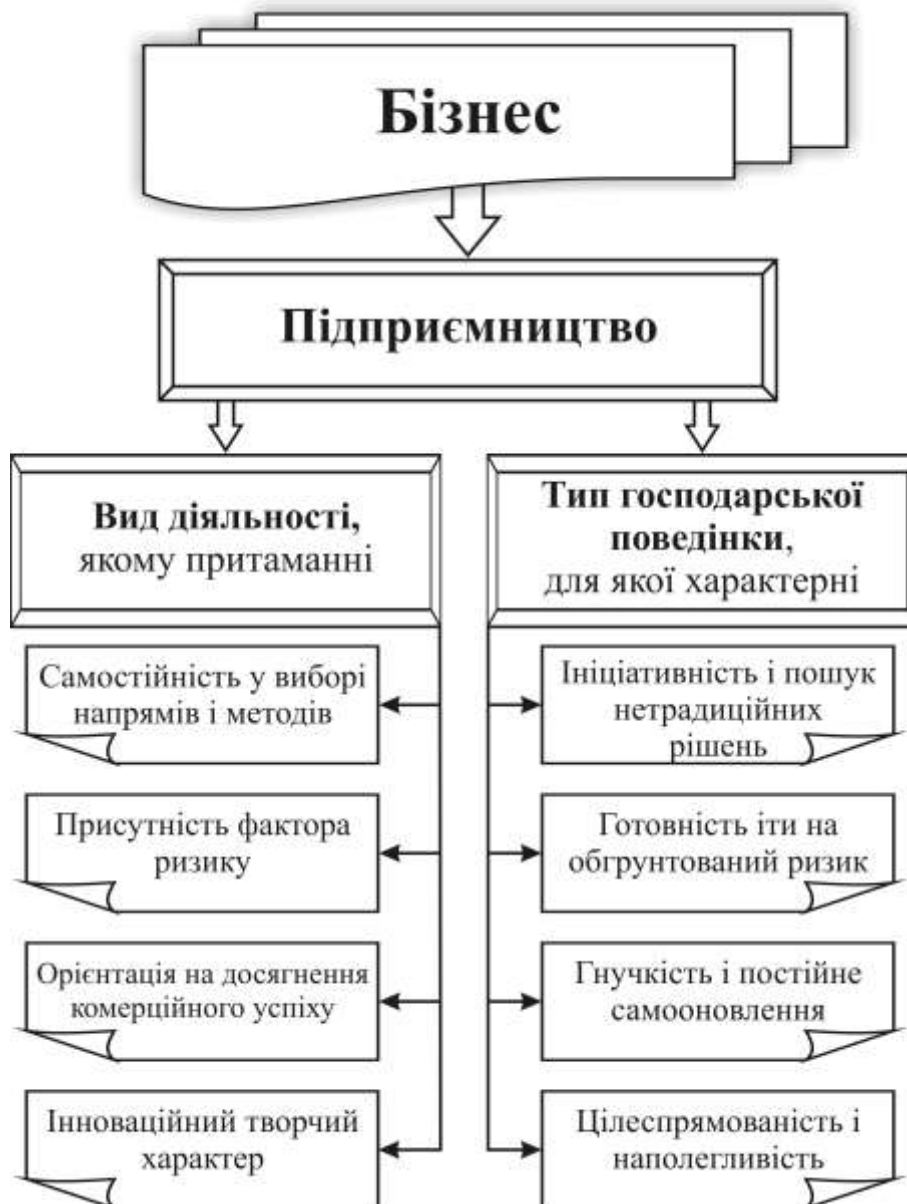 Бізнес
Підприємництво
Вид діяльності,
якому притаманні
Самостійність у виборі
напрямів і методів
Присутність фактора
ризику
Орієнтація на досягнення
комерційного успіху
Інноваційний творчий
характер
Тип господарської
поведінки,
для якої характерні
Ініціативність і пошук
нетрадиційних
рішень
Готовність іти на
обгрунтований ризик
Гнучкість і постійне
самооновлення
Цілеспрямованість і
наполегливість